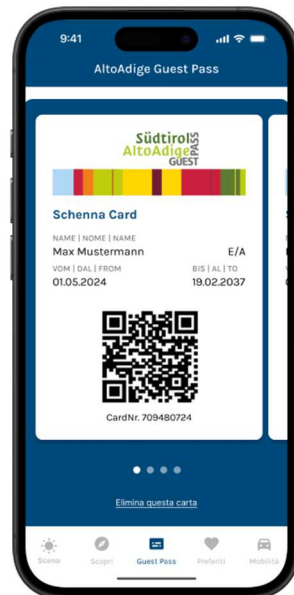 9:41
AltoAdige Guest Pass
Südtirol
AltoAdige
GUEST PASS
Schenna Card
NAME | NOME | NAME
Max Mustermann E/A
VOM | DAL | FROM BIS | AL | TO
01.05.2024 19.02.2037
CardNr. 709480724
Elimina questa carta
Scena Scopri Guest Pass Preferiti Mobilità